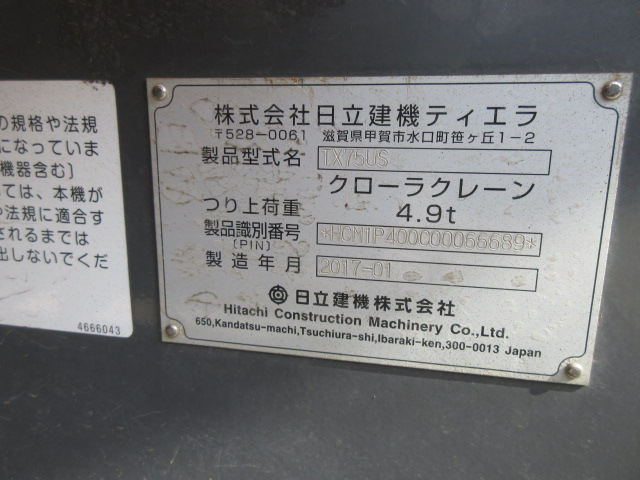 の規格や法規
になっていま
機器含む〕
っては、本機が
や法規に適合す
されるまでは
出しないでくだ
4666043
株式会社日立建機ティエラ
〒528-0061 滋賀県甲賀市水口町笹ヶ丘1-2
製品型式名 TX75US
クローラクレーン
つり上荷重 4.9t
製品識別番号 *HCM1P400C00066689*
(PIN)
製造年月 2017-01
日立建機株式会社
Hitachi Construction Machinery Co.,Ltd.
650,Kandatsu-machi,Tsuchiura-shi,Ibaraki-ken,300-0013 Japan